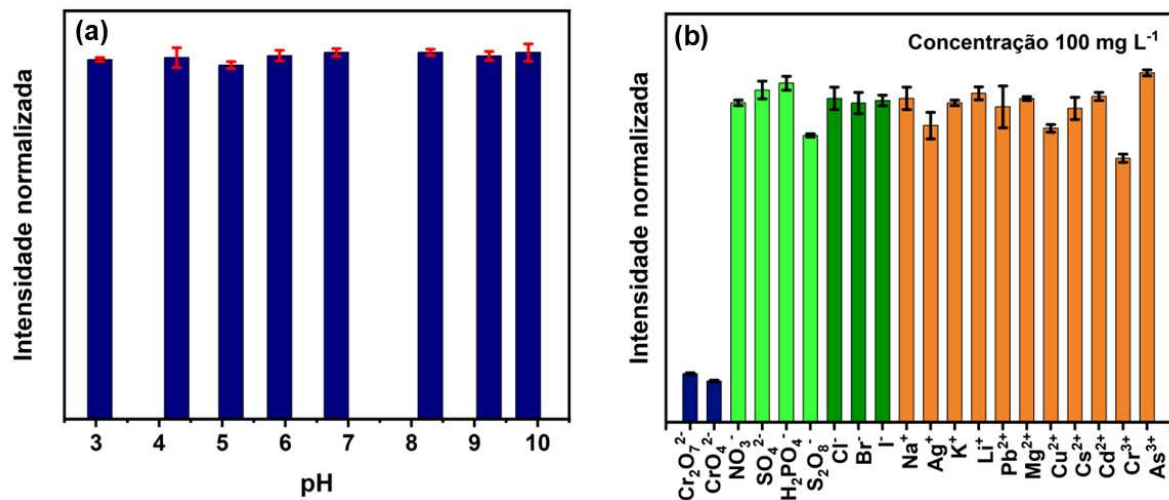 (a)
Intensidade normalizada
3 4 5 6 7 8 9 10
pH
(b)
Concentração 100 mg L⁻¹
Intensidade normalizada
Cr₂O₇²⁻
CrO₄²⁻
NO₃⁻
SO₄²⁻
H₂PO₄⁻
S₂O₈⁻
Cl⁻
Br⁻
I⁻
Na⁺
Ag⁺
K⁺
Li⁺
Pb²⁺
Mg²⁺
Cu²⁺
Cs²⁺
Cd²⁺
Cr³⁺
As³⁺